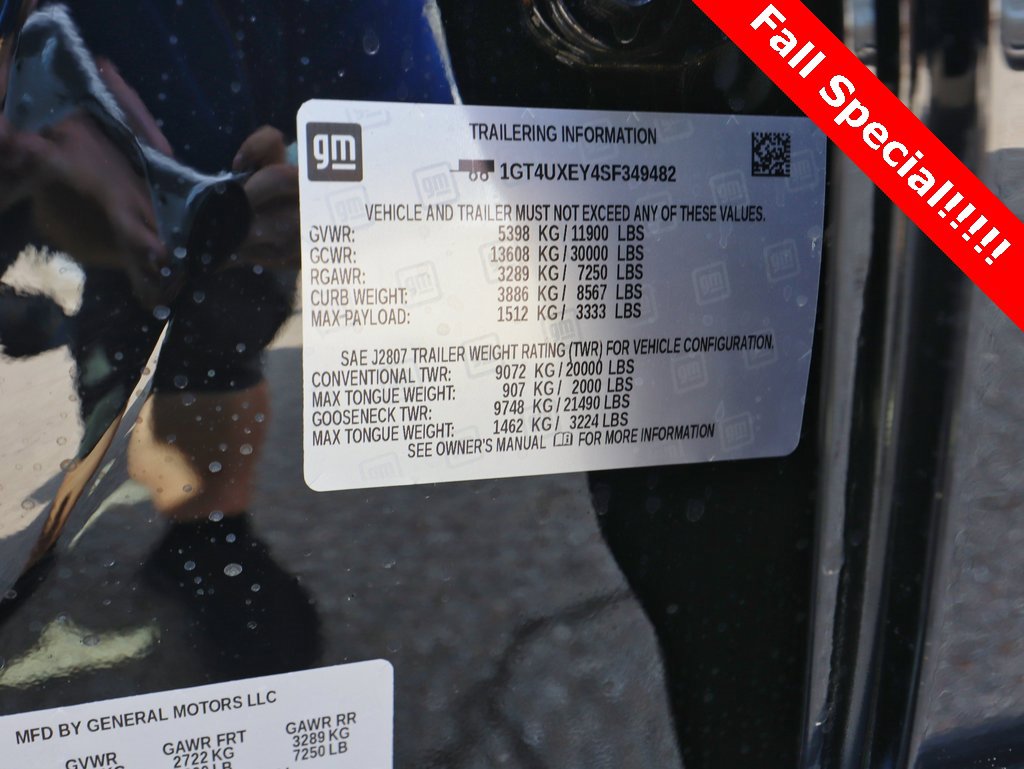 Fall Special!!!!!
gm
TRAILERING INFORMATION
1GT4UXEY4SF349482
VEHICLE AND TRAILER MUST NOT EXCEED ANY OF THESE VALUES.
GVWR: 5398 KG / 11900 LBS
GCWR: 13608 KG / 30000 LBS
RGAWR: 3289 KG / 7250 LBS
CURB WEIGHT: 3886 KG / 8567 LBS
MAX PAYLOAD: 1512 KG / 3333 LBS
SAE J2807 TRAILER WEIGHT RATING (TWR) FOR VEHICLE CONFIGURATION.
CONVENTIONAL TWR: 9072 KG / 20000 LBS
MAX TONGUE WEIGHT: 907 KG / 2000 LBS
GOOSENECK TWR: 9748 KG / 21490 LBS
MAX TONGUE WEIGHT: 1462 KG / 3224 LBS
SEE OWNER'S MANUAL FOR MORE INFORMATION
MFD BY GENERAL MOTORS LLC
GVWR GAWR FRT GAWR RR
KG 2722 KG 3289 KG
LB 7250 LB